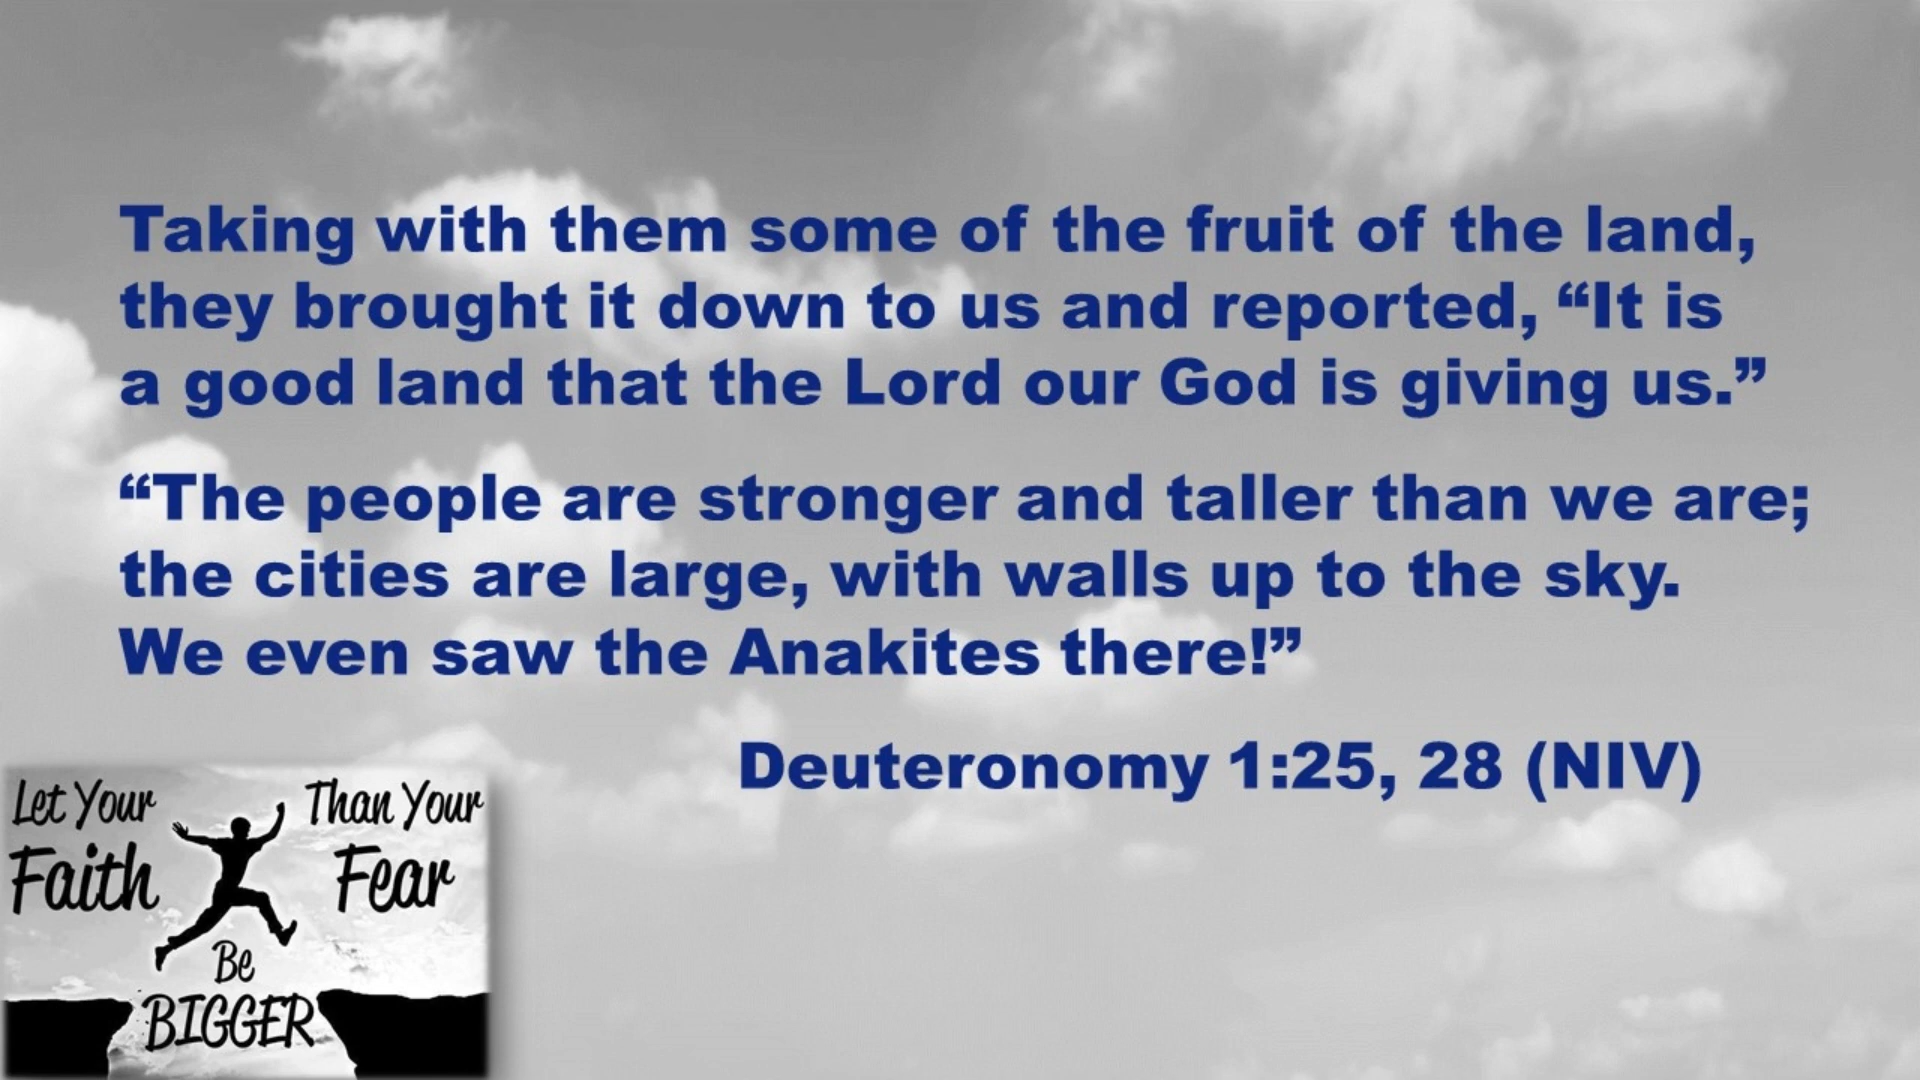 Taking with them some of the fruit of the land,
they brought it down to us and reported, “It is
a good land that the Lord our God is giving us.”
“The people are stronger and taller than we are;
the cities are large, with walls up to the sky.
We even saw the Anakites there!”
Deuteronomy 1:25, 28 (NIV)
Let Your
Faith
Be
BIGGER
Than Your
Fear